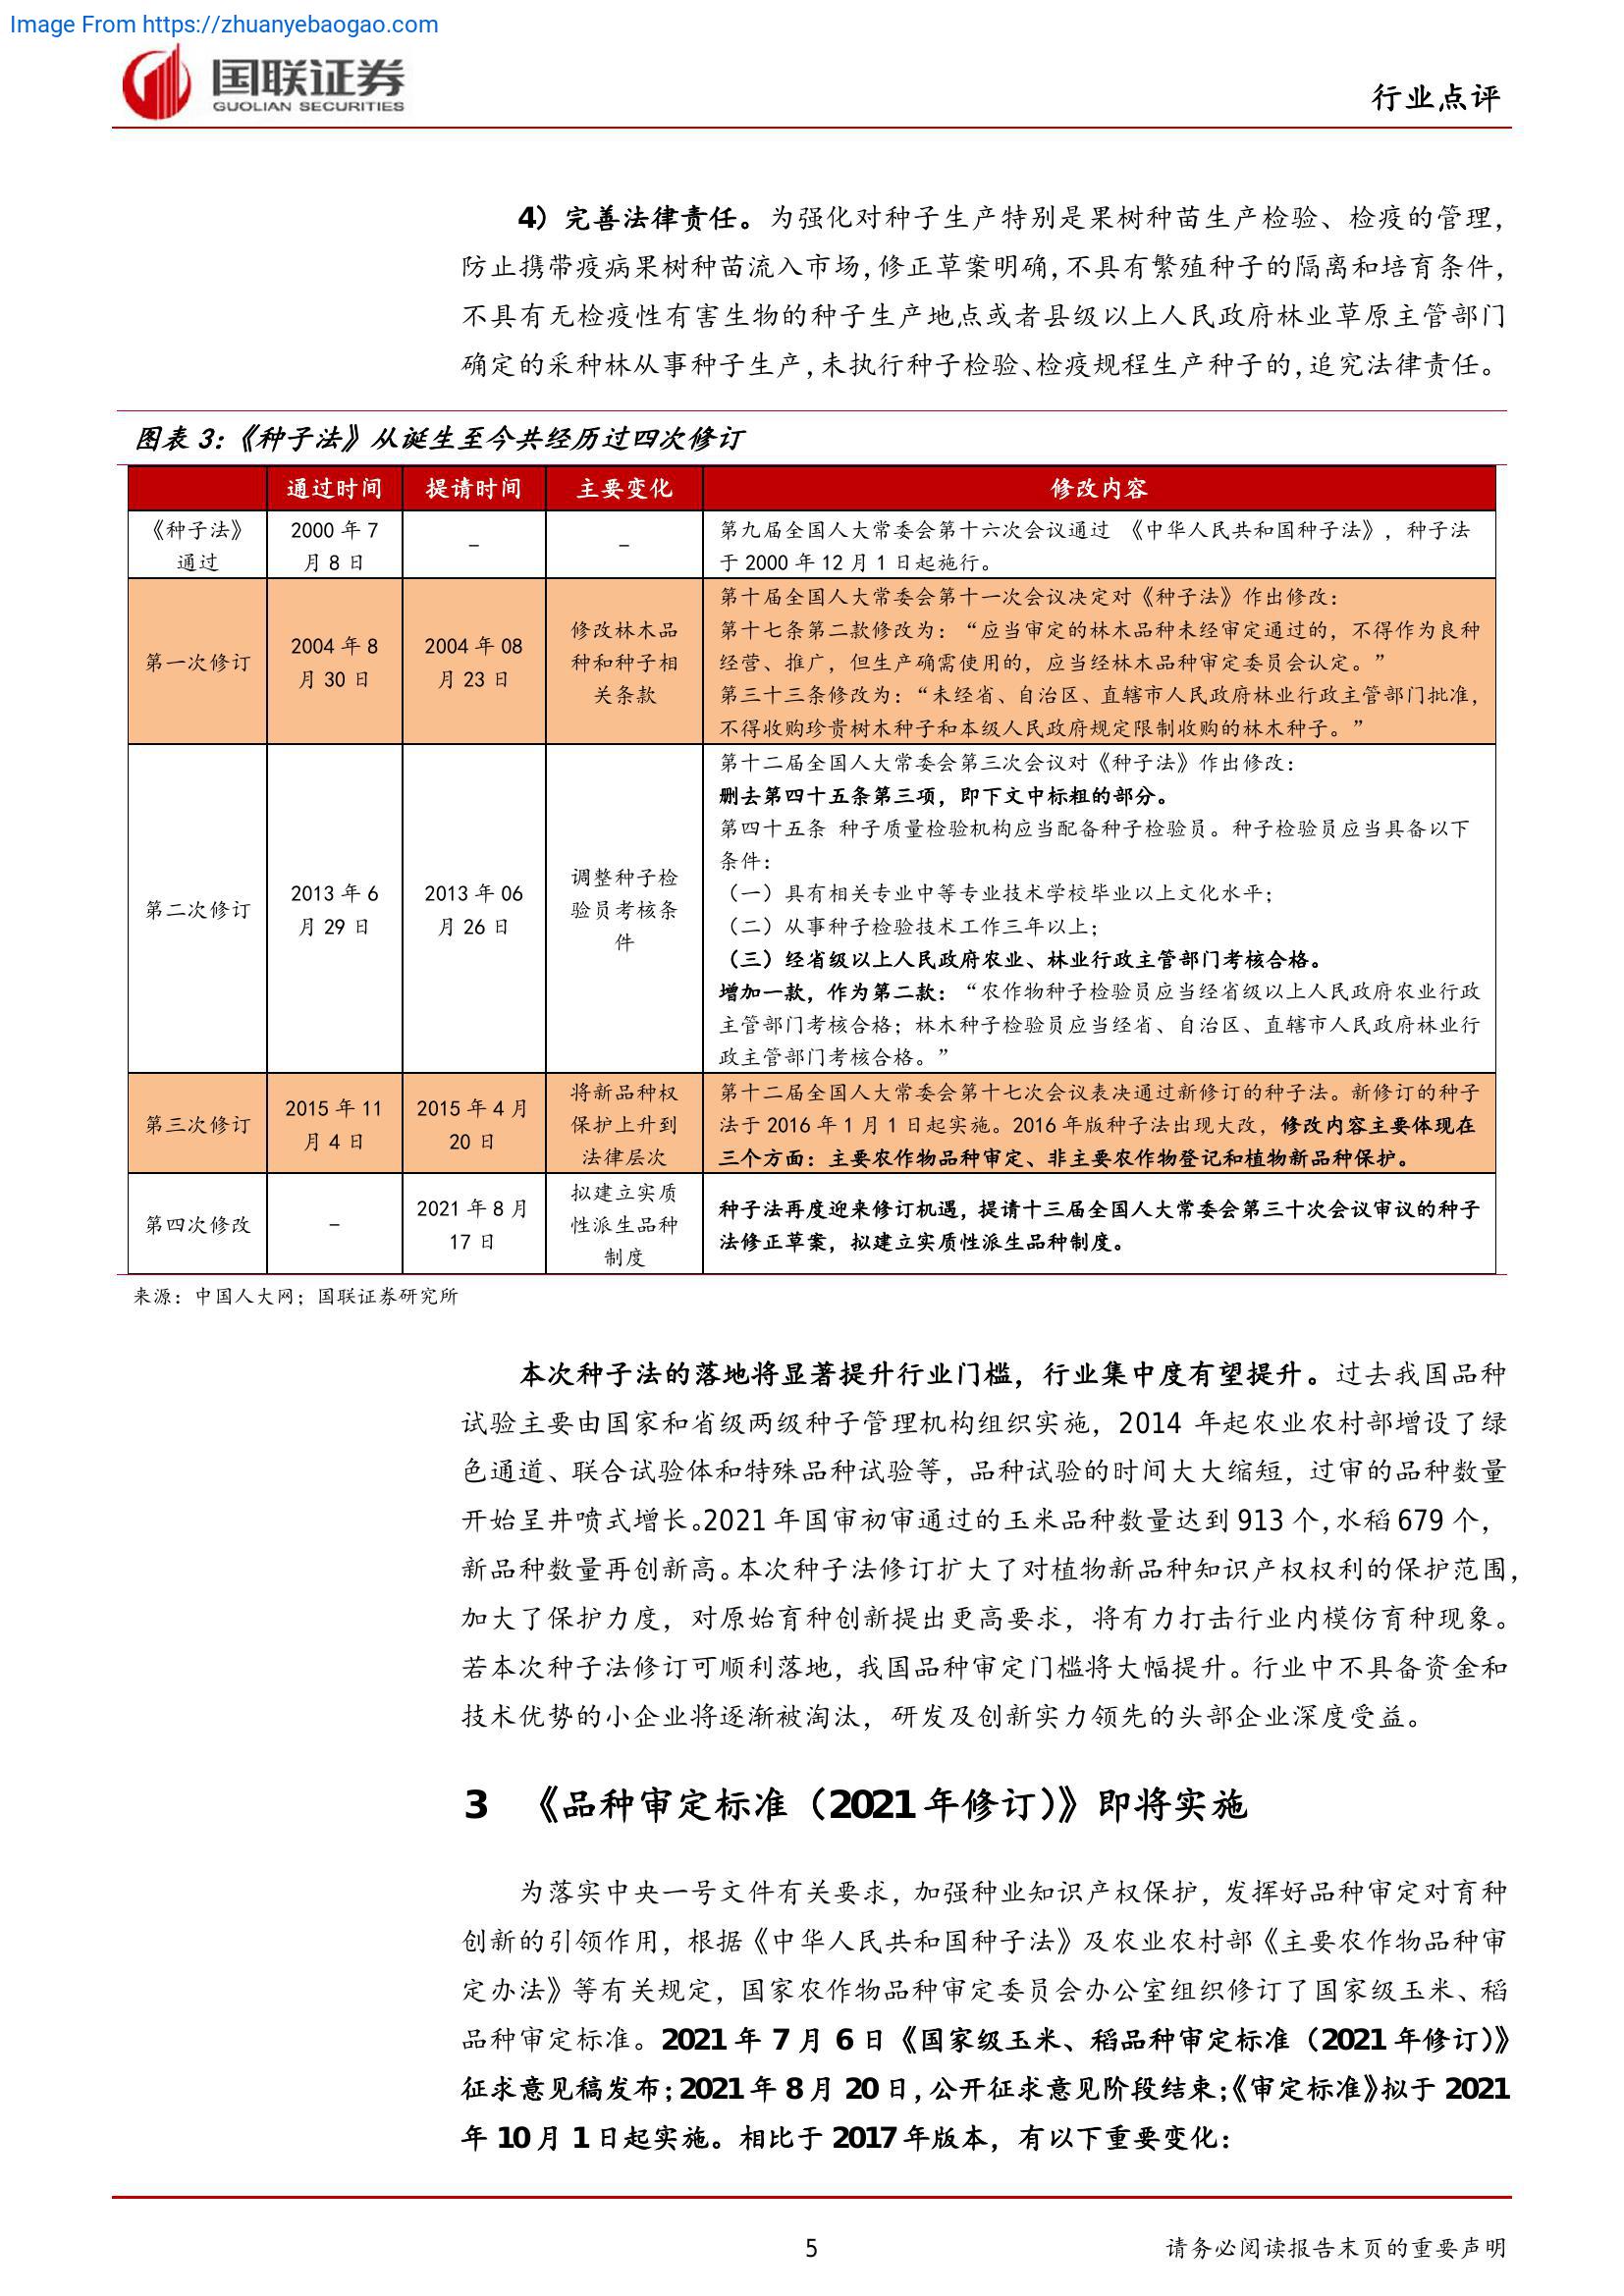 Image From https://zhuanyebaogao.com
国联证券
GUOLIAN SECURITIES
行业点评
4）完善法律责任。为强化对种子生产特别是果树种苗生产检验、检疫的管理，
防止携带疫病果树种苗流入市场，修正草案明确，不具有繁殖种子的隔离和培育条件，
不具有无检疫性有害生物的种子生产地点或者县级以上人民政府林业草原主管部门
确定的采种林从事种子生产，未执行种子检验、检疫规程生产种子的，追究法律责任。
图表 3：《种子法》从诞生至今共经历过四次修订
通过时间 提请时间 主要变化 修改内容
《种子法》
通过
2000 年 7
月 8 日
–
–
第九届全国人大常委会第十六次会议通过 《中华人民共和国种子法》，种子法
于 2000 年 12 月 1 日起施行。
第一次修订
2004 年 8
月 30 日
2004 年 08
月 23 日
修改林木品
种和种子相
关条款
第十届全国人大常委会第十一次会议决定对《种子法》作出修改：
第十七条第二款修改为：“应当审定的林木品种未经审定通过的，不得作为良种
经营、推广，但生产确需使用的，应当经林木品种审定委员会认定。”
第三十三条修改为：“未经省、自治区、直辖市人民政府林业行政主管部门批准，
不得收购珍贵树木种子和本级人民政府规定限制收购的林木种子。”
第二次修订
2013 年 6
月 29 日
2013 年 06
月 26 日
调整种子检
验员考核条
件
第十二届全国人大常委会第三次会议对《种子法》作出修改：
删去第四十五条第三项，即下文中标粗的部分。
第四十五条 种子质量检验机构应当配备种子检验员。种子检验员应当具备以下
条件：
（一）具有相关专业中等专业技术学校毕业以上文化水平；
（二）从事种子检验技术工作三年以上；
（三）经省级以上人民政府农业、林业行政主管部门考核合格。
增加一款，作为第二款：“农作物种子检验员应当经省级以上人民政府农业行政
主管部门考核合格；林木种子检验员应当经省、自治区、直辖市人民政府林业行
政主管部门考核合格。”
第三次修订
2015 年 11
月 4 日
2015 年 4 月
20 日
将新品种权
保护上升到
法律层次
第十二届全国人大常委会第十七次会议表决通过新修订的种子法。新修订的种子
法于 2016 年 1 月 1 日起实施。2016 年版种子法出现大改，修改内容主要体现在
三个方面：主要农作物品种审定、非主要农作物登记和植物新品种保护。
第四次修改
–
2021 年 8 月
17 日
拟建立实质
性派生品种
制度
种子法再度迎来修订机遇，提请十三届全国人大常委会第三十次会议审议的种子
法修正草案，拟建立实质性派生品种制度。
来源：中国人大网；国联证券研究所
本次种子法的落地将显著提升行业门槛，行业集中度有望提升。过去我国品种
试验主要由国家和省级两级种子管理机构组织实施，2014 年起农业农村部增设了绿
色通道、联合试验体和特殊品种试验等，品种试验的时间大大缩短，过审的品种数量
开始呈井喷式增长。2021 年国审初审通过的玉米品种数量达到 913 个，水稻 679 个，
新品种数量再创新高。本次种子法修订扩大了对植物新品种知识产权权利的保护范围，
加大了保护力度，对原始育种创新提出更高要求，将有力打击行业内模仿育种现象。
若本次种子法修订可顺利落地，我国品种审定门槛将大幅提升。行业中不具备资金和
技术优势的小企业将逐渐被淘汰，研发及创新实力领先的头部企业深度受益。
3 《品种审定标准（2021 年修订）》即将实施
为落实中央一号文件有关要求，加强种业知识产权保护，发挥好品种审定对育种
创新的引领作用，根据《中华人民共和国种子法》及农业农村部《主要农作物品种审
定办法》等有关规定，国家农作物品种审定委员会办公室组织修订了国家级玉米、稻
品种审定标准。2021 年 7 月 6 日《国家级玉米、稻品种审定标准（2021 年修订）》
征求意见稿发布；2021 年 8 月 20 日，公开征求意见阶段结束；《审定标准》拟于 2021
年 10 月 1 日起实施。相比于 2017 年版本，有以下重要变化：
5
请务必阅读报告末页的重要声明